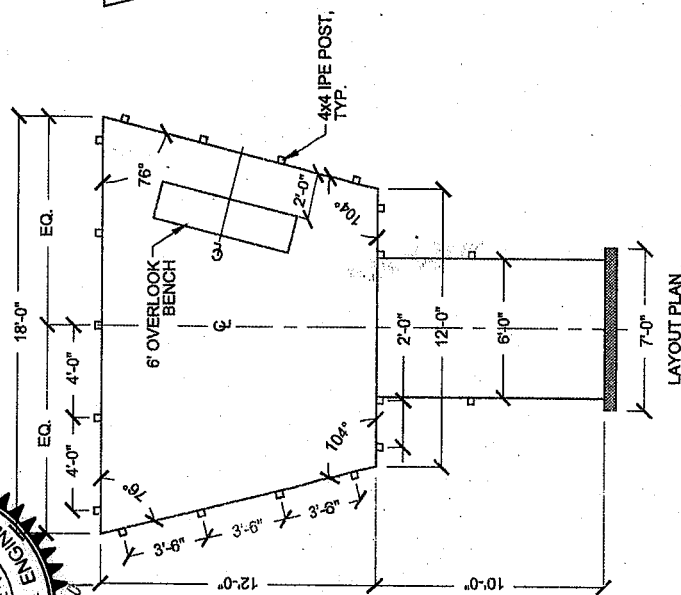 ENGIN
18'-0"
EQ.
EQ.
4'-0"
4'-0"
76°
76"
4x4 IPE POST,
TYP.
6' OVERLOOK
BENCH
2'-0"
104°
104°
3'-6"
3'-6"
3'-6"
12'-0"
2'-0"
12'-0"
6'-0"
10'-0"
7'-0"
LAYOUT PLAN